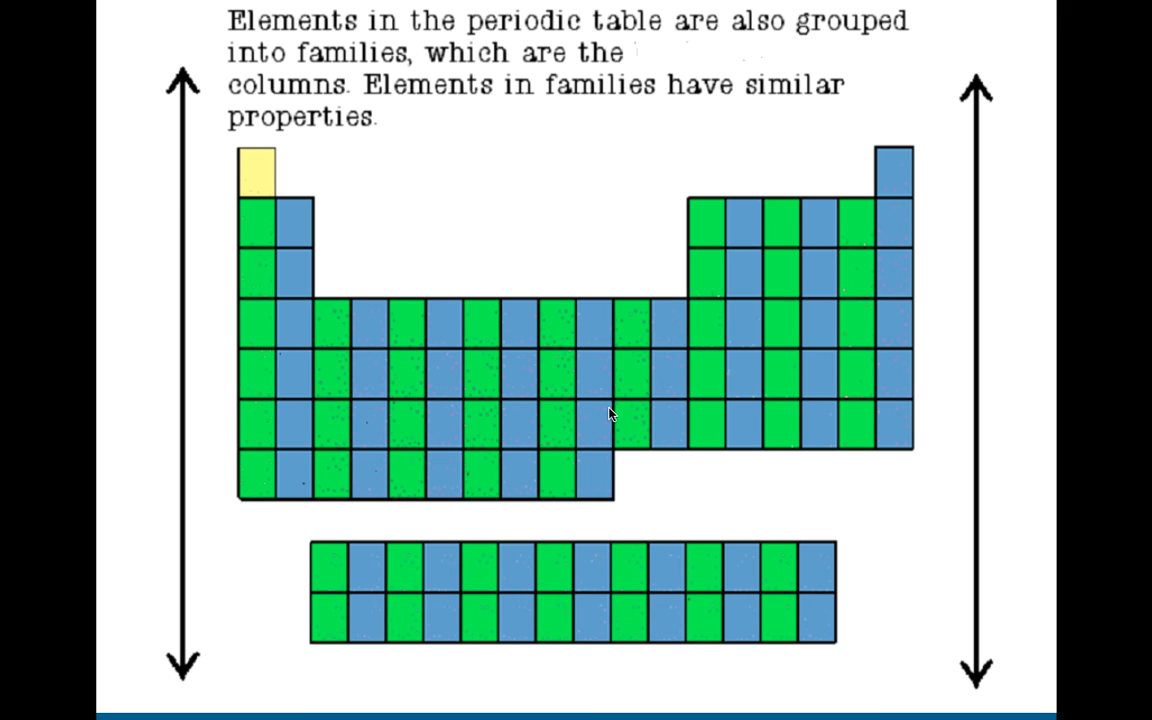 Elements in the periodic table are also grouped
into families, which are the
columns. Elements in families have similar
properties.